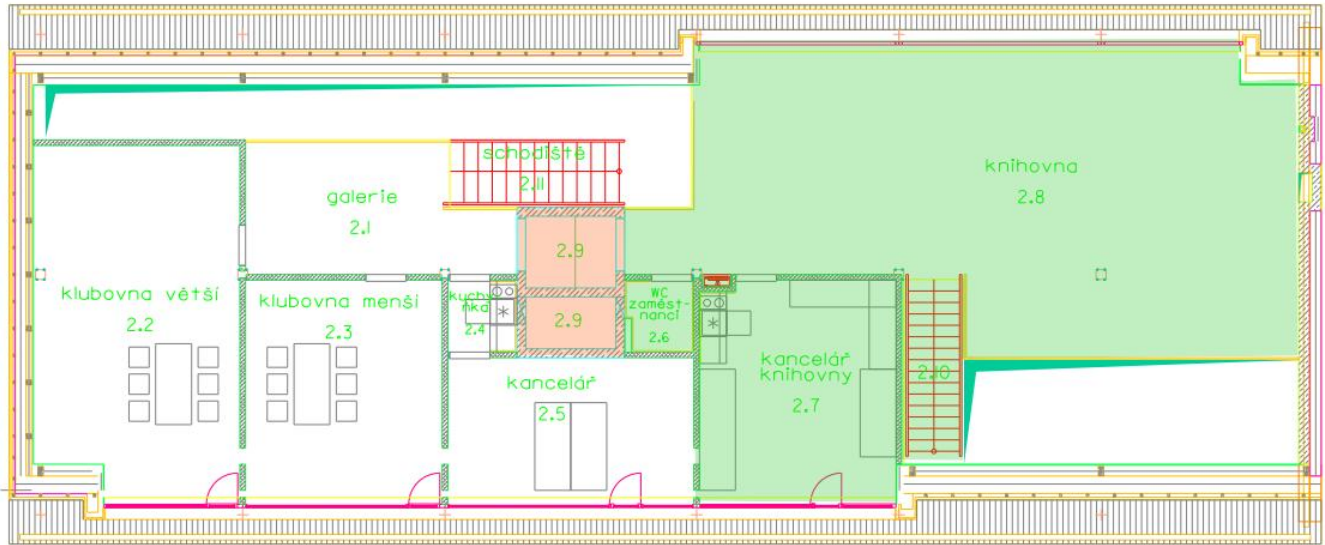 schodiště
2.11
knihovna
2.8
galerie
2.1
2.9
klubovna větší
2.2
klubovna menši
2.3
kuchy
ňka
2.4
2.9
WC
zaměst-
nanci
2.6
kancelář
2.5
kancelář
knihovny
2.7
2.10